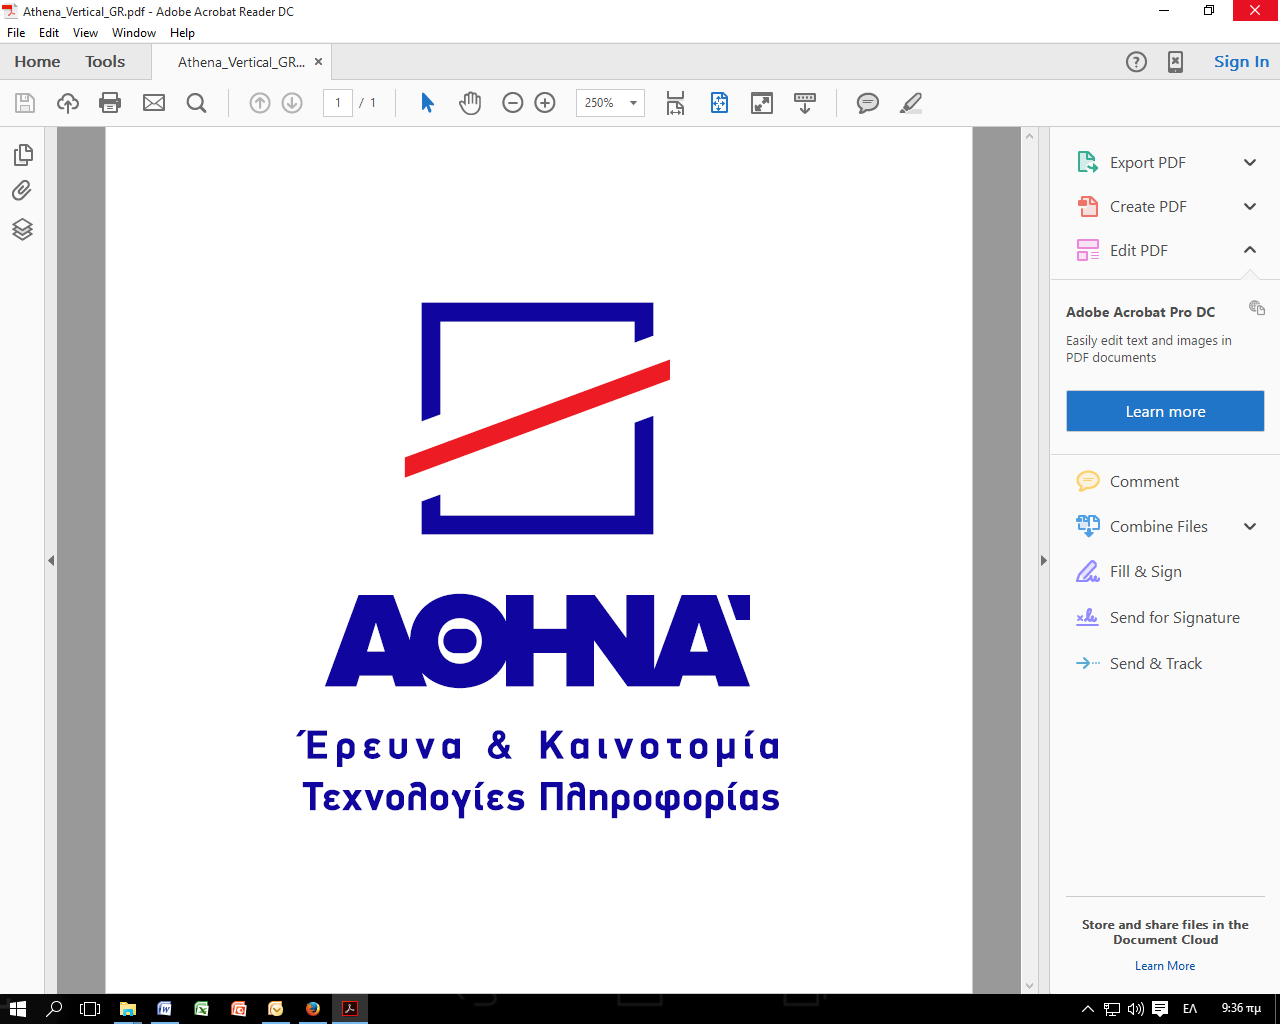 Athena_Vertical_GR.pdf - Adobe Acrobat Reader DC
File Edit View Window Help
Home Tools Athena_Vertical_GR... × Sign In
1 / 1 250%
Export PDF
Create PDF
Edit PDF
Adobe Acrobat Pro DC
Easily edit text and images in
PDF documents
Learn more
Comment
Combine Files
Fill & Sign
Send for Signature
Send & Track
Store and share files in the
Document Cloud
Learn More
ΑΘΗΝΑ
Έρευνα & Καινοτομία
Τεχνολογίες Πληροφορίας
ΕΛ 9:36 πμ